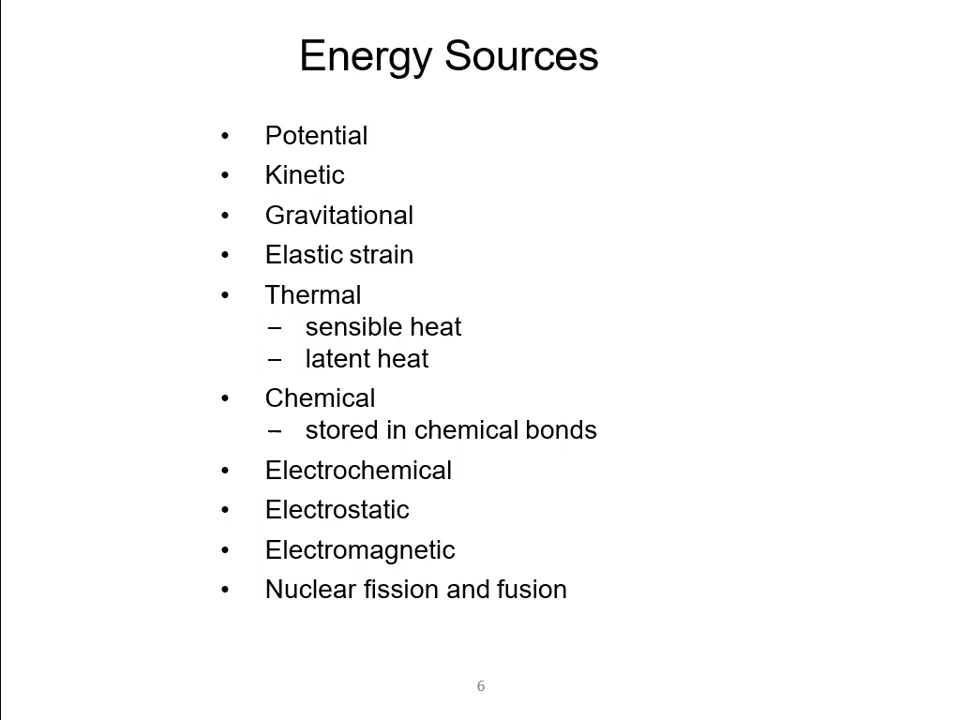 Energy Sources
• Potential
• Kinetic
• Gravitational
• Elastic strain
• Thermal
– sensible heat
– latent heat
• Chemical
– stored in chemical bonds
• Electrochemical
• Electrostatic
• Electromagnetic
• Nuclear fission and fusion
6